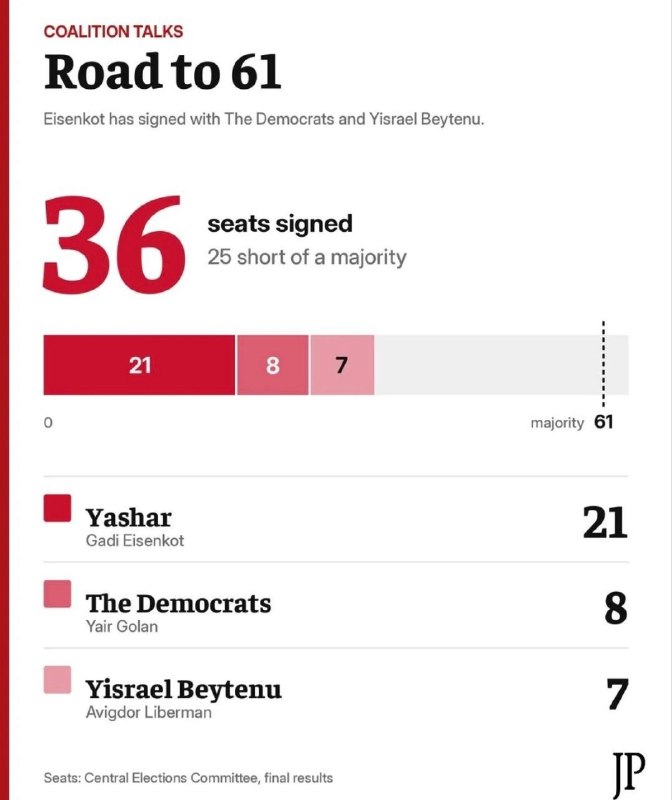 COALITION TALKS
Road to 61
Eisenkot has signed with The Democrats and Yisrael Beytenu.
36
seats signed
25 short of a majority
21
8
7
0
majority 61
Yashar
Gadi Eisenkot
21
The Democrats
Yair Golan
8
Yisrael Beytenu
Avigdor Liberman
7
Seats: Central Elections Committee, final results
JP